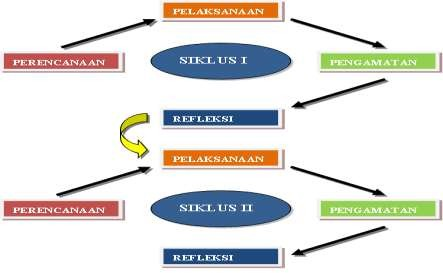 PELAKSANAAN
SIKLUS I
PERENCANAAN
PENGAMATAN
REFLEKSI
PELAKSANAAN
PERENCANAAN
SIKLUS II
PENGAMATAN
REFLEKSI